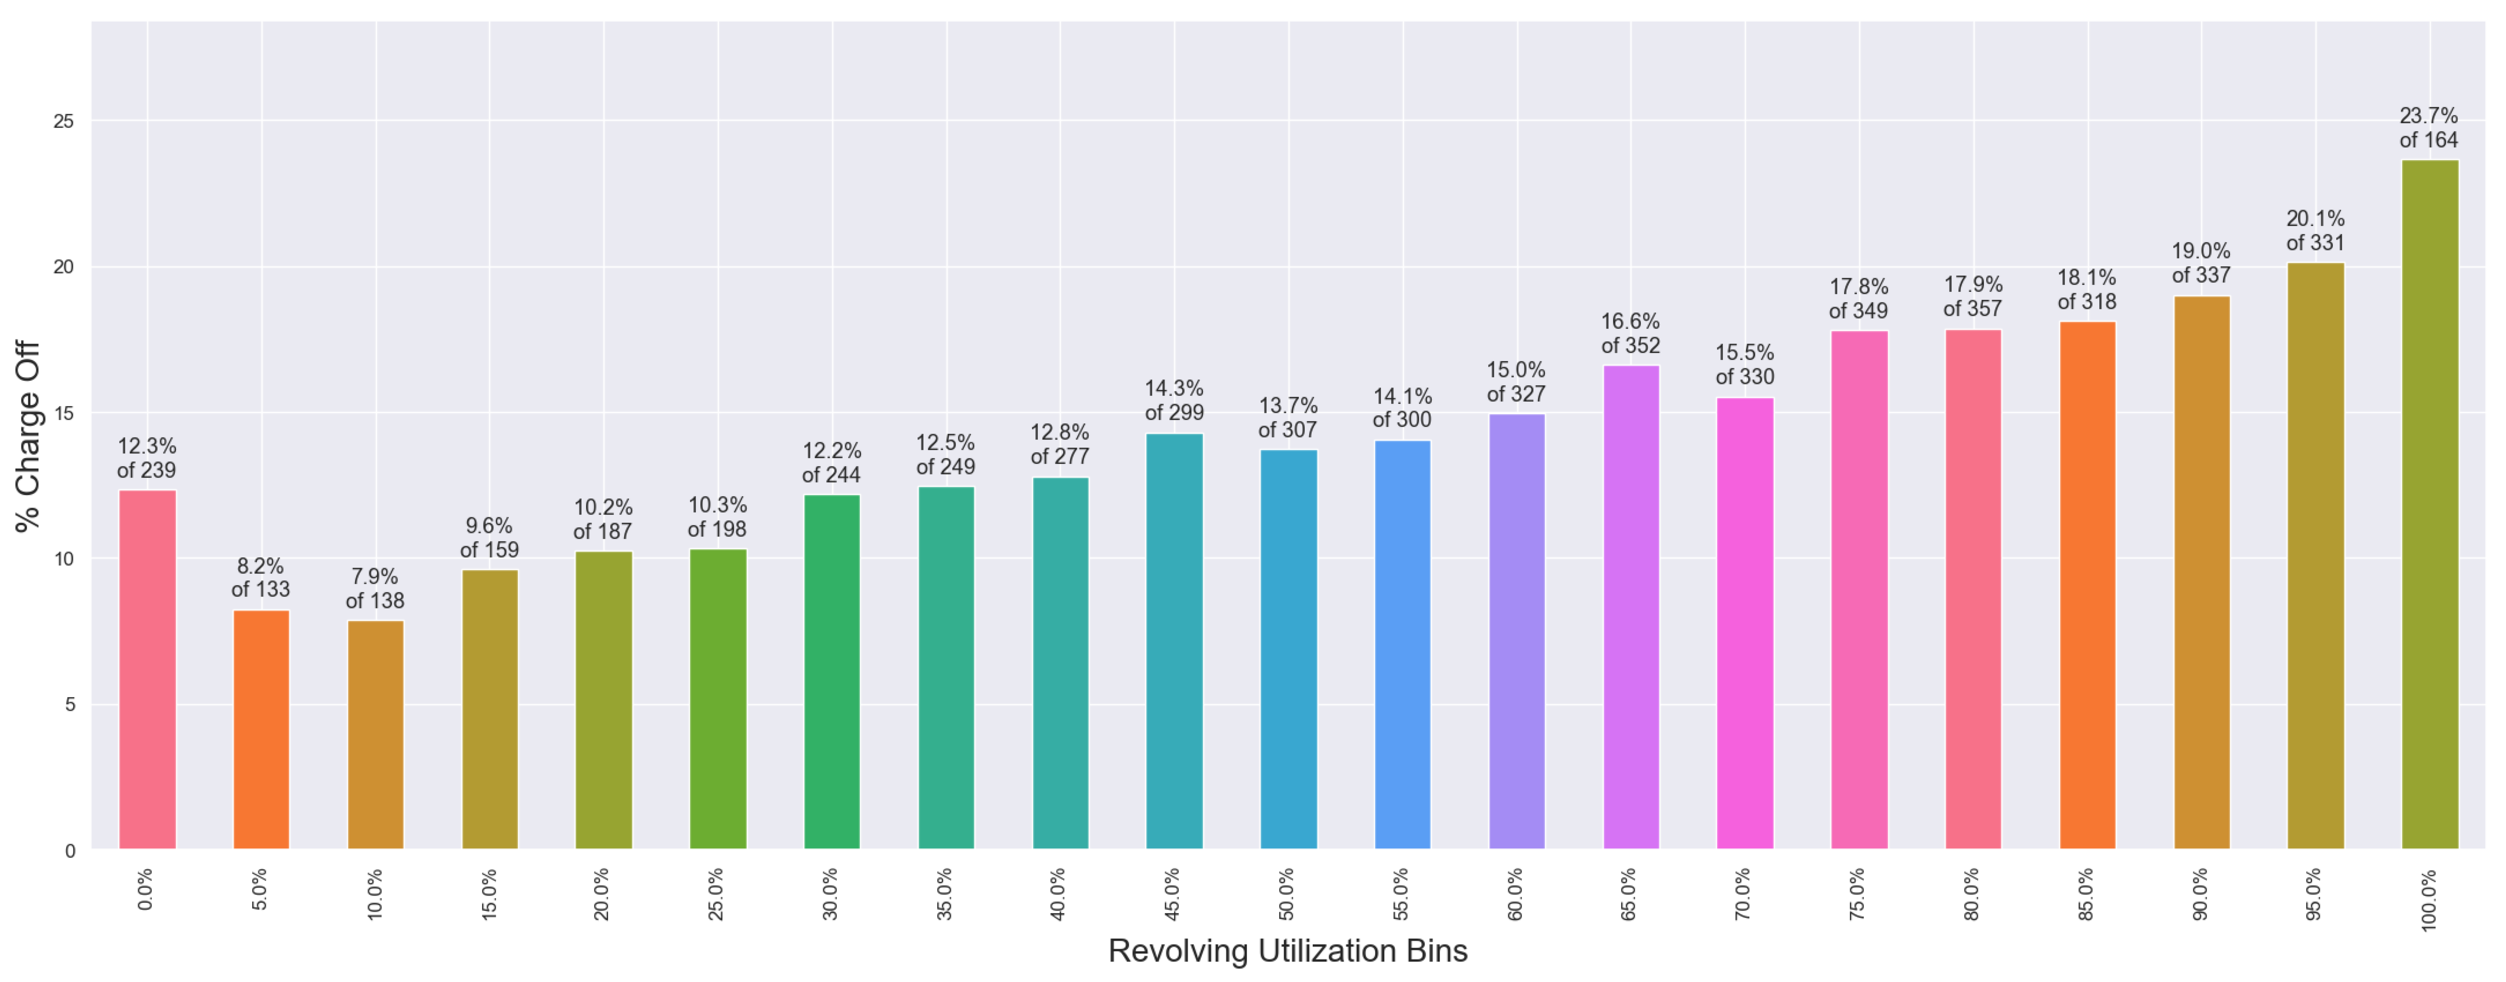 % Charge Off
25
20
15
10
5
0
12.3%
of 239
8.2%
of 133
7.9%
of 138
9.6%
of 159
10.2%
of 187
10.3%
of 198
12.2%
of 244
12.5%
of 249
12.8%
of 277
14.3%
of 299
13.7%
of 307
14.1%
of 300
15.0%
of 327
16.6%
of 352
15.5%
of 330
17.8%
of 349
17.9%
of 357
18.1%
of 318
19.0%
of 337
20.1%
of 331
23.7%
of 164
0.0%
5.0%
10.0%
15.0%
20.0%
25.0%
30.0%
35.0%
40.0%
45.0%
50.0%
55.0%
60.0%
65.0%
70.0%
75.0%
80.0%
85.0%
90.0%
95.0%
100.0%
Revolving Utilization Bins